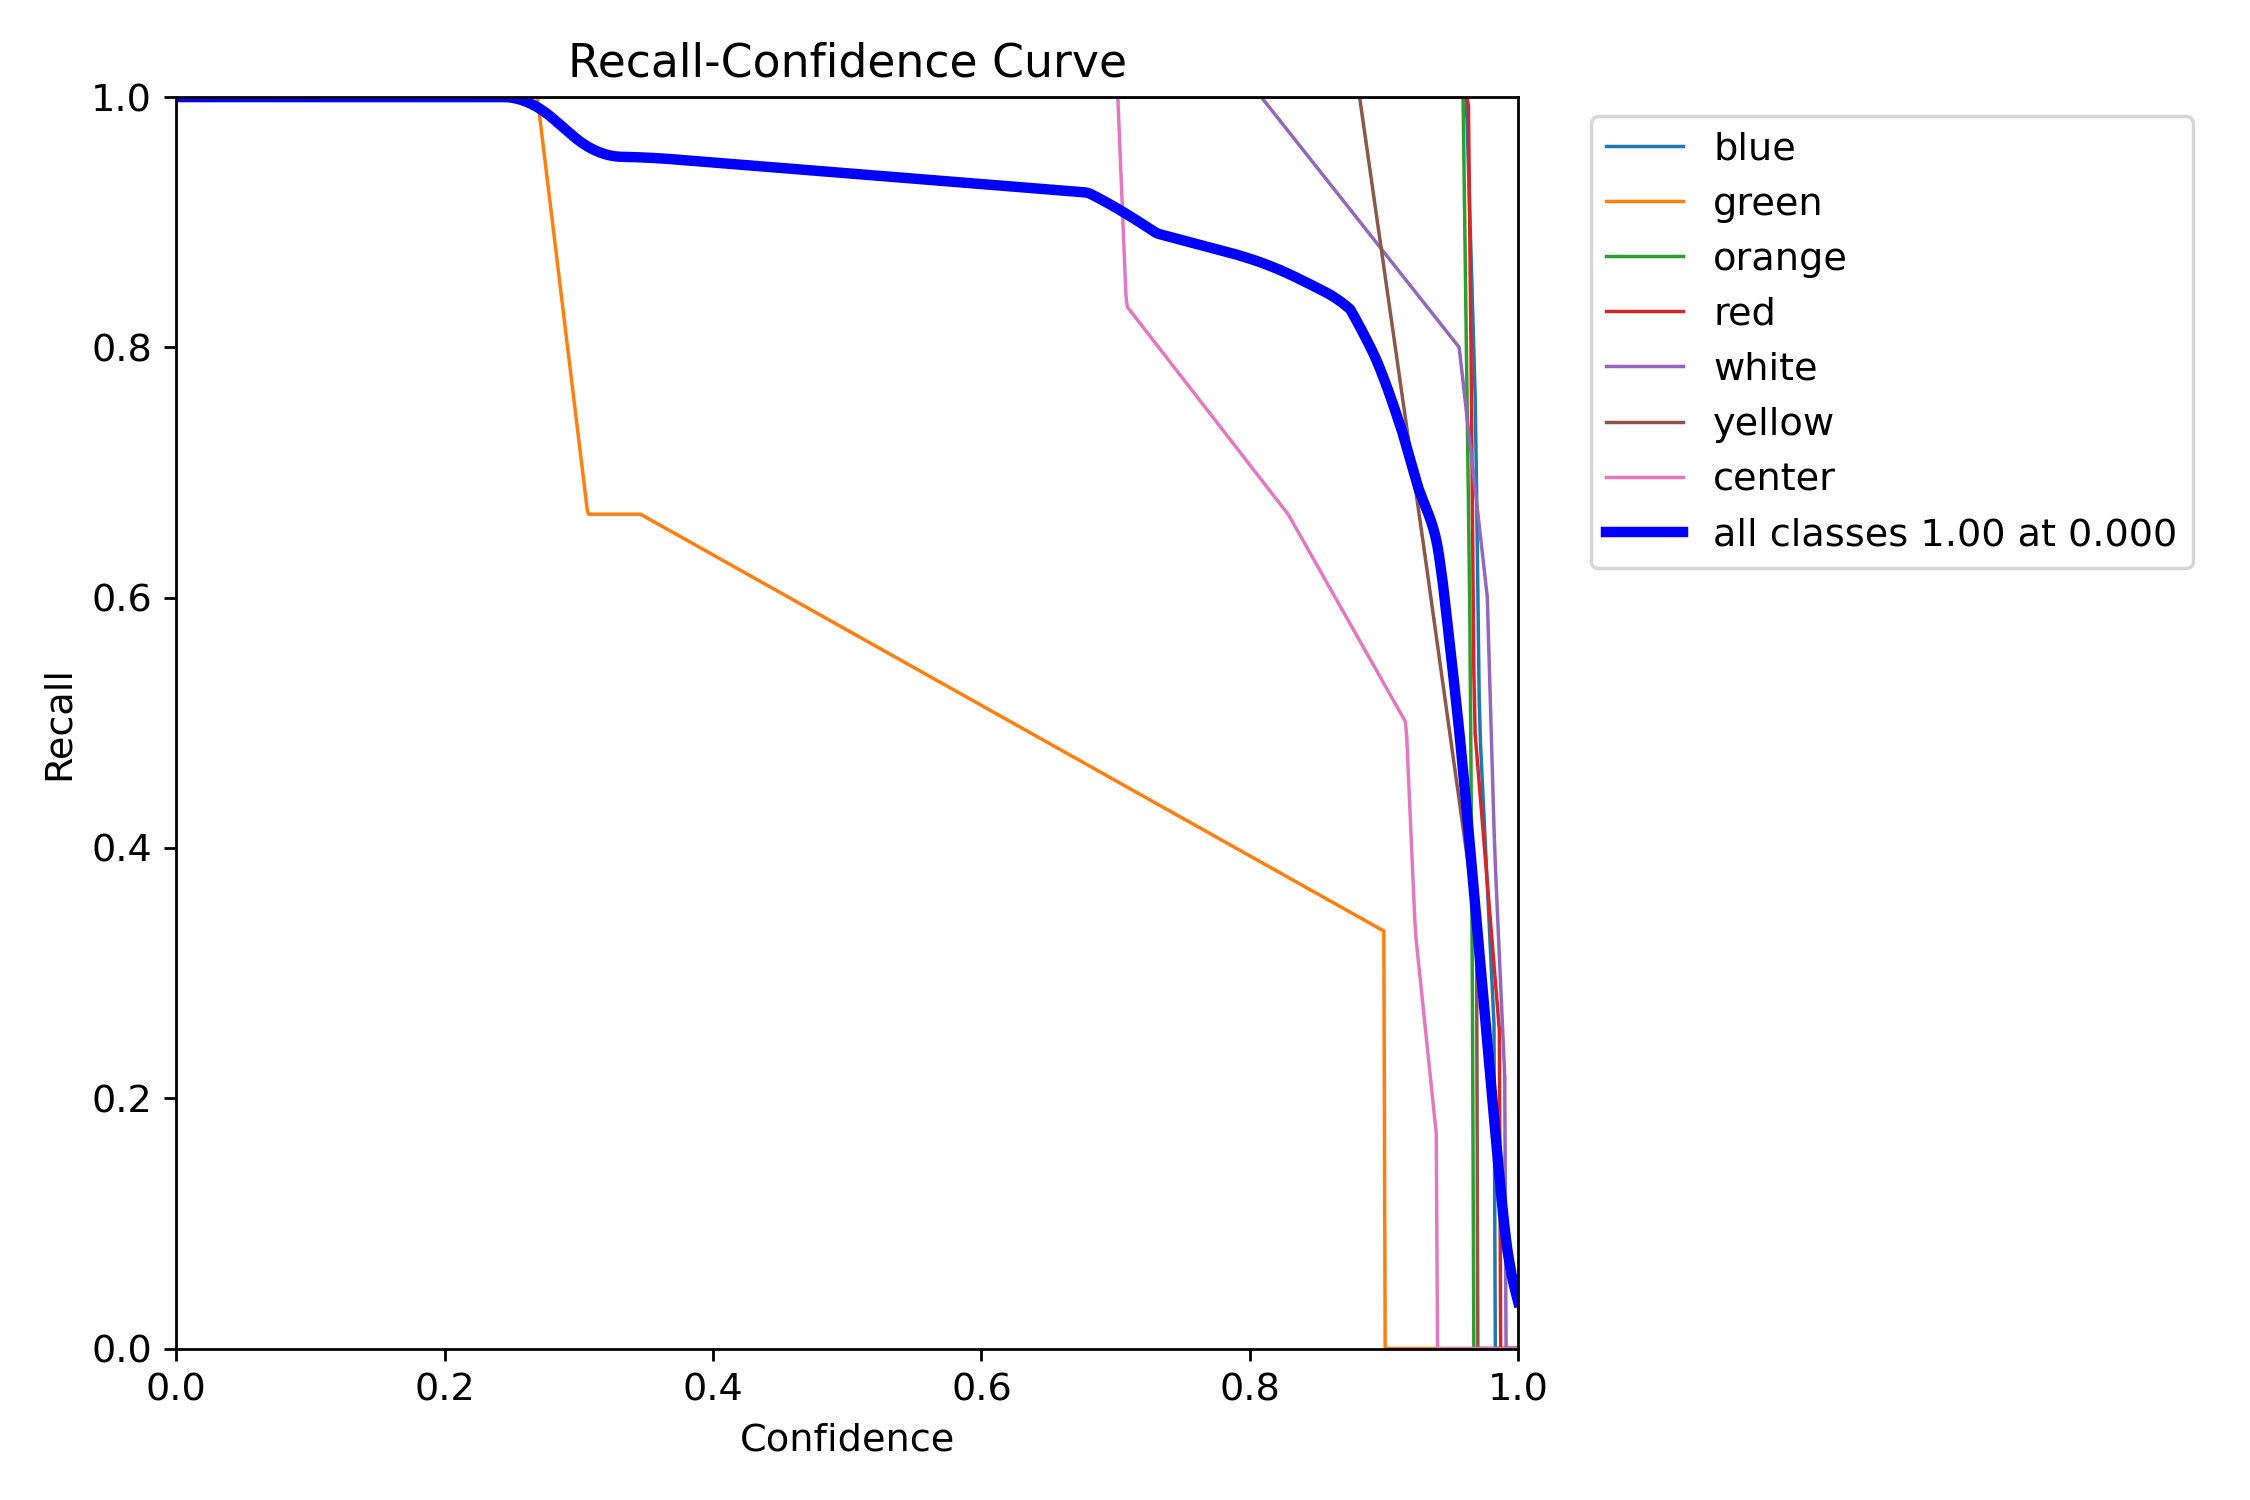 Recall-Confidence Curve
1.0
0.8
0.6
0.4
0.2
0.0
Recall
0.0 0.2 0.4 0.6 0.8 1.0
Confidence
blue
green
orange
red
white
yellow
center
all classes 1.00 at 0.000